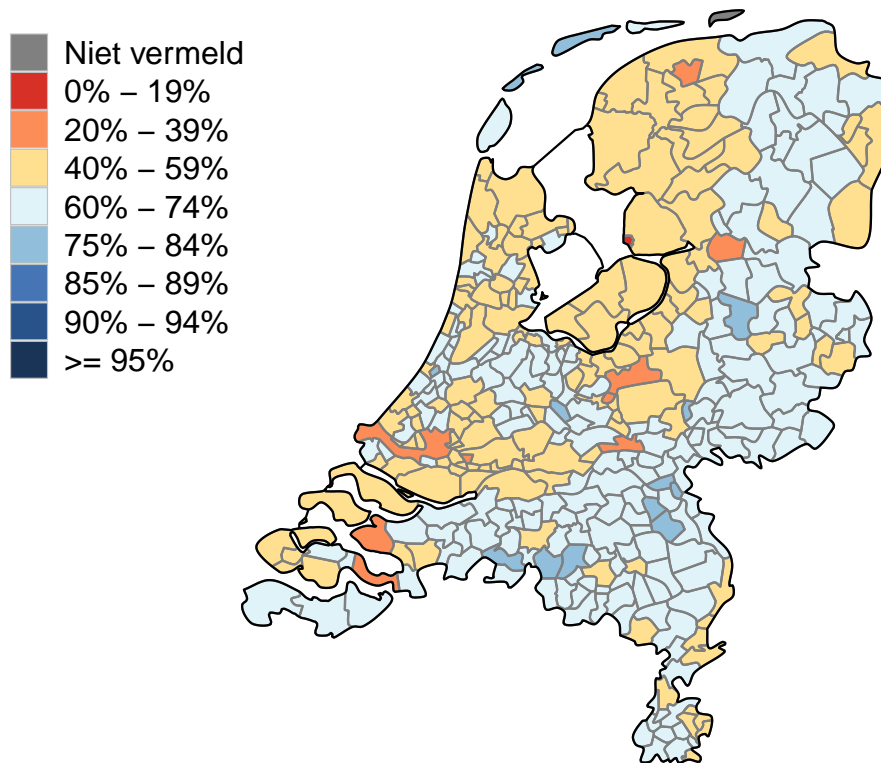 Niet vermeld
0% – 19%
20% – 39%
40% – 59%
60% – 74%
75% – 84%
85% – 89%
90% – 94%
>= 95%